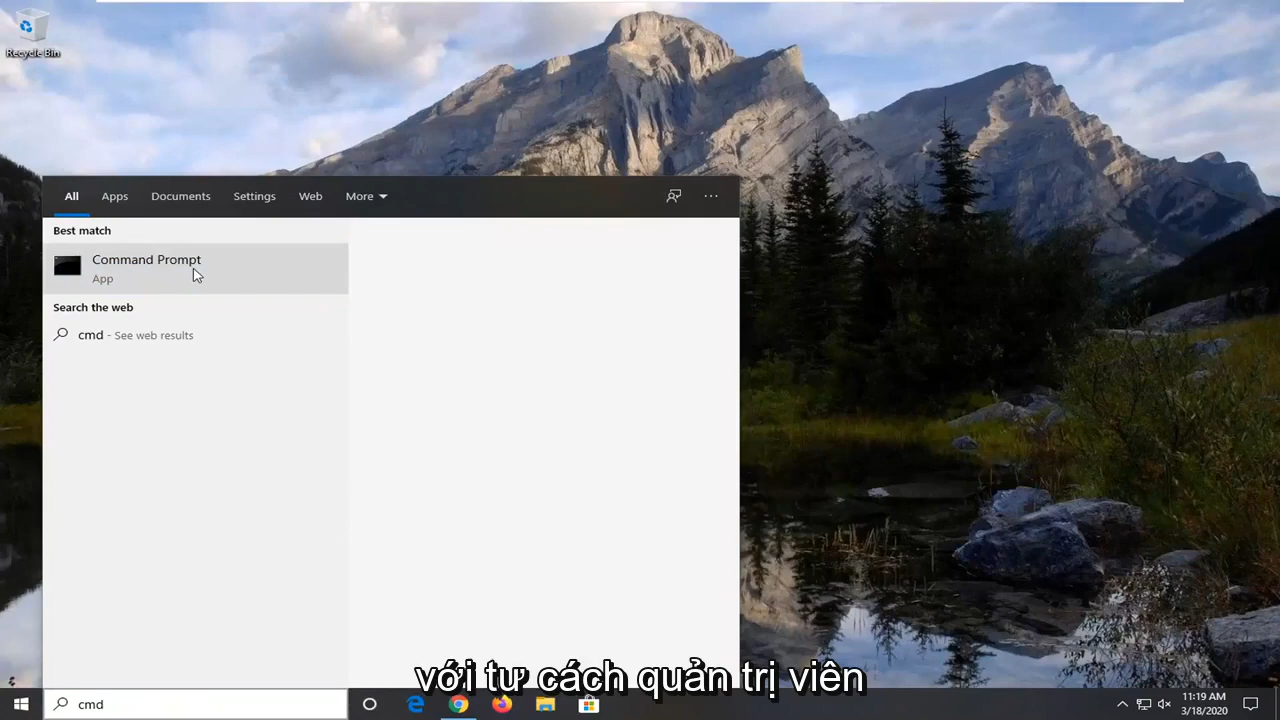 Recycle Bin
All Apps Documents Settings Web More
Best match
Command Prompt
App
Search the web
cmd - See web results
với tư cách quản trị viên
cmd
11:19 AM
3/18/2020